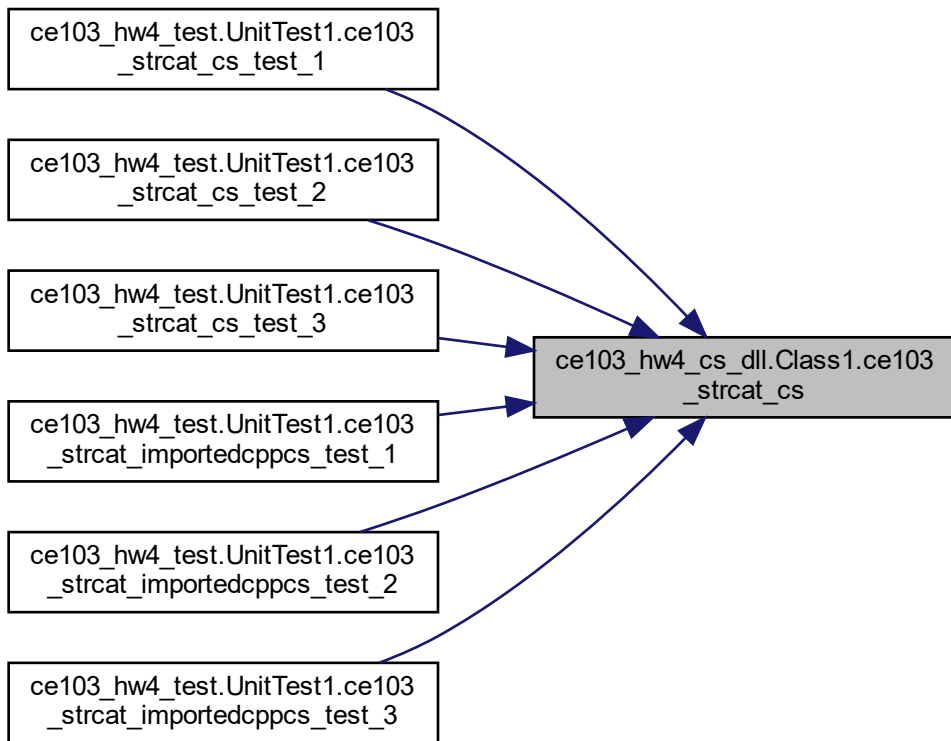 ce103_hw4_test.UnitTest1.ce103
_strcat_cs_test_1
ce103_hw4_test.UnitTest1.ce103
_strcat_cs_test_2
ce103_hw4_test.UnitTest1.ce103
_strcat_cs_test_3
ce103_hw4_cs_dll.Class1.ce103
_strcat_cs
ce103_hw4_test.UnitTest1.ce103
_strcat_importedcppcs_test_1
ce103_hw4_test.UnitTest1.ce103
_strcat_importedcppcs_test_2
ce103_hw4_test.UnitTest1.ce103
_strcat_importedcppcs_test_3